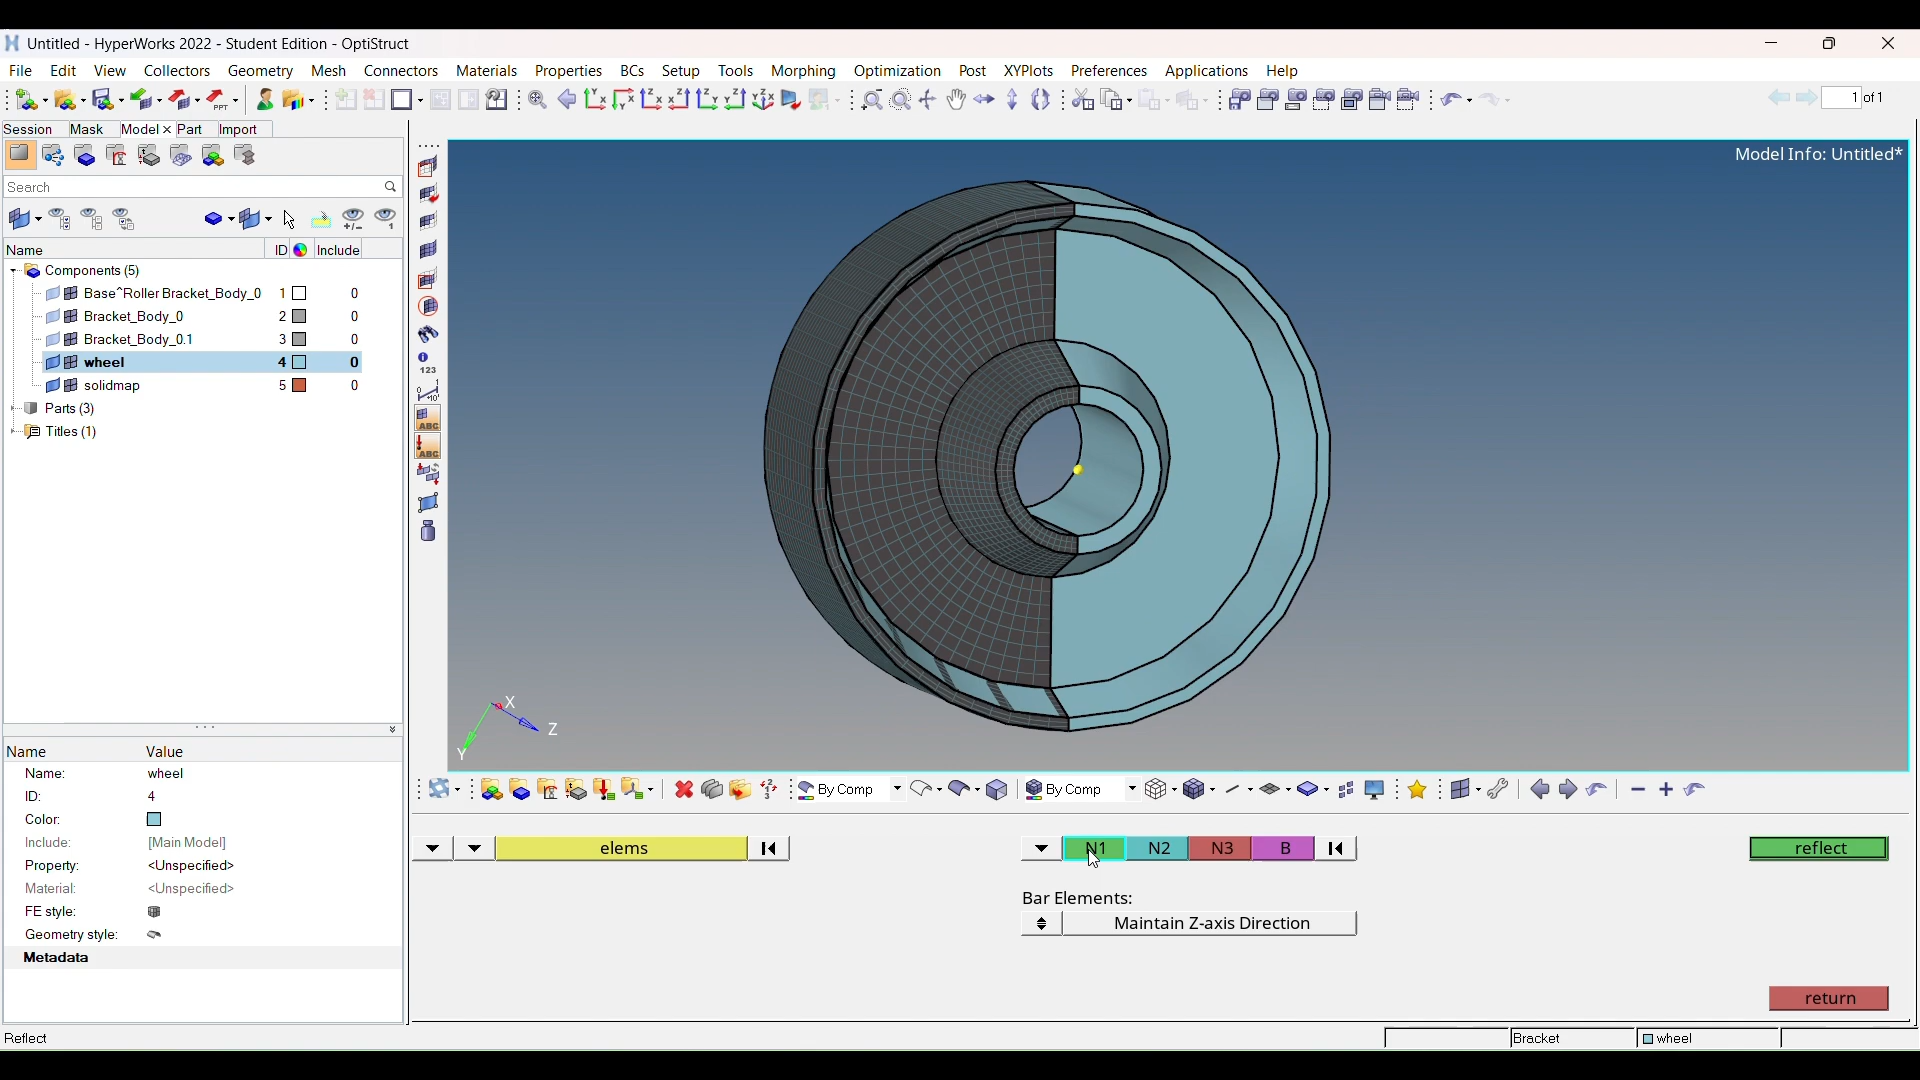 Untitled - HyperWorks 2022 - Student Edition - OptiStruct
File Edit View Collectors Geometry Mesh Connectors Materials Properties BCs Setup Tools Morphing Optimization Post XYPlots Preferences Applications Help
1 of 1
Session Mask Model × Part Import
Model Info: Untitled*
Search
Name ID Include
Components (5)
Base^Roller Bracket_Body_0 1 0
Bracket_Body_0 2 0
Bracket_Body_0.1 3 0
wheel 4 0
solidmap 5 0
Parts (3)
Titles (1)
123
ABC
ABC
X
Z
Y
Name Value
Name: wheel
ID: 4
Color:
Include: [Main Model]
Property: <Unspecified>
Material: <Unspecified>
FE style:
Geometry style:
Metadata
By Comp By Comp
elems N1 N2 N3 B reflect
Bar Elements:
Maintain Z-axis Direction
return
Reflect Bracket wheel